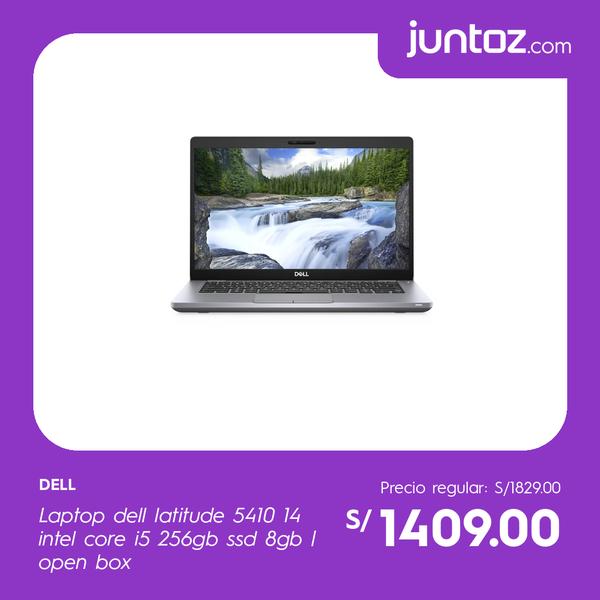 juntoz.com
DELL
DELL
Laptop dell latitude 5410 14
intel core i5 256gb ssd 8gb |
open box
Precio regular: S/1829.00
S/1409.00